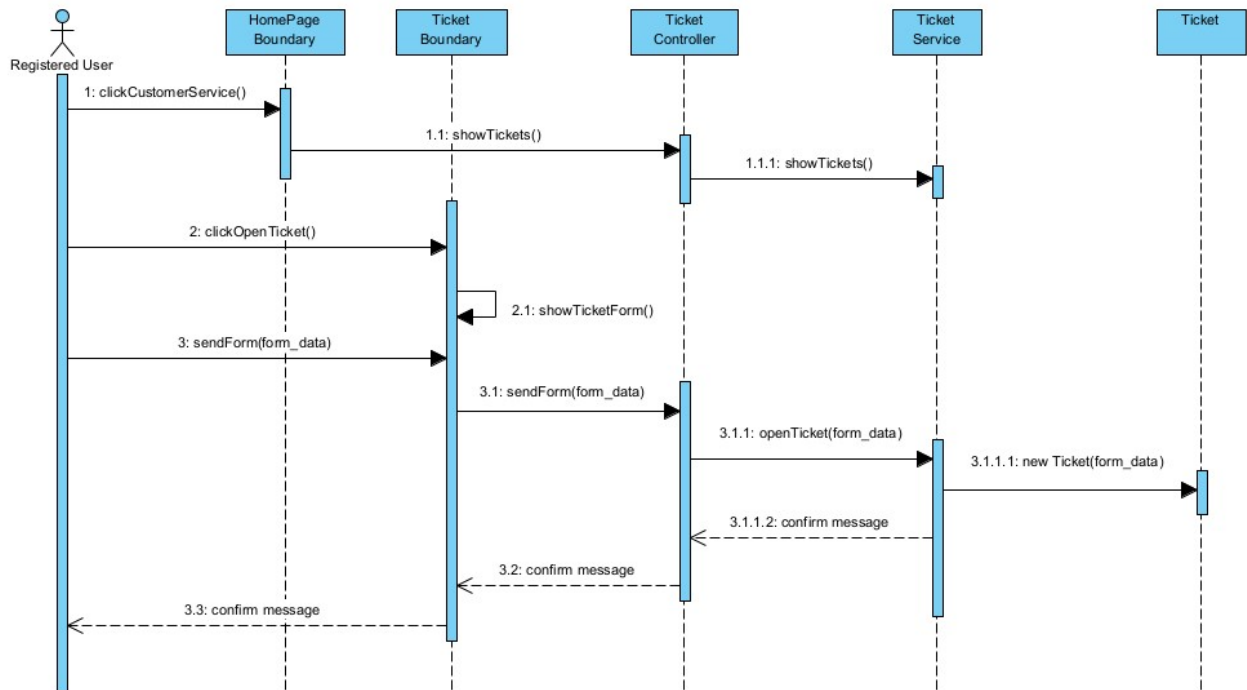 HomePage
Boundary
Ticket
Boundary
Ticket
Controller
Ticket
Service
Ticket
Registered User
1: clickCustomerService()
1.1: showTickets()
1.1.1: showTickets()
2: clickOpenTicket()
2.1: showTicketForm()
3: sendForm(form_data)
3.1: sendForm(form_data)
3.1.1: openTicket(form_data)
3.1.1.1: new Ticket(form_data)
3.1.1.2: confirm message
3.2: confirm message
3.3: confirm message